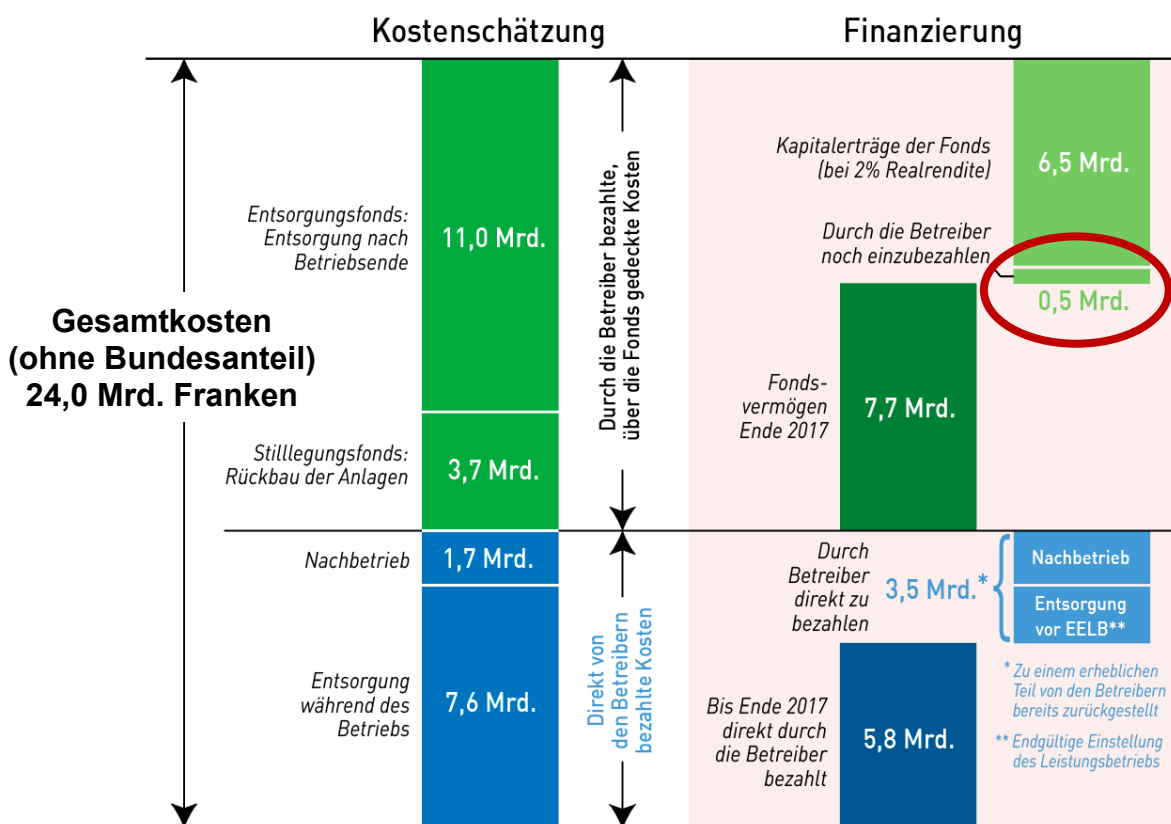 Kostenschätzung
Finanzierung
Gesamtkosten
(ohne Bundesanteil)
24,0 Mrd. Franken
Entsorgungsfonds:
Entsorgung nach
Betriebsende
11,0 Mrd.
Stilllegungsfonds:
Rückbau der Anlagen
3,7 Mrd.
Nachbetrieb
1,7 Mrd.
Entsorgung
während des
Betriebs
7,6 Mrd.
Durch die Betreiber bezahlte,
über die Fonds gedeckte Kosten
Direkt von
den Betreibern
bezahlte Kosten
Kapitalerträge der Fonds
(bei 2% Realrendite)
6,5 Mrd.
Durch die Betreiber
noch einzubezahlen
0,5 Mrd.
Fonds-
vermögen
Ende 2017
7,7 Mrd.
Durch
Betreiber
direkt zu
bezahlen
3,5 Mrd.*
Nachbetrieb
Entsorgung
vor EELB**
Bis Ende 2017
direkt durch
die Betreiber
bezahlt
5,8 Mrd.
* Zu einem erheblichen
Teil von den Betreibern
bereits zurückgestellt
** Endgültige Einstellung
des Leistungsbetriebs